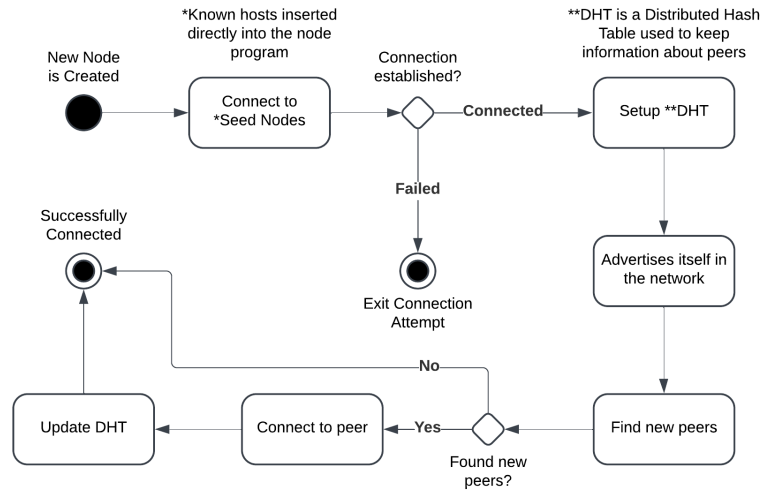 *Known hosts inserted
directly into the node
program
**DHT is a Distributed Hash
Table used to keep
information about peers
New Node
is Created
Connection
established?
Connect to
*Seed Nodes
Connected
Setup **DHT
Failed
Successfully
Connected
Advertises itself in
the network
Exit Connection
Attempt
No
Update DHT
Connect to peer
Yes
Find new peers
Found new
peers?